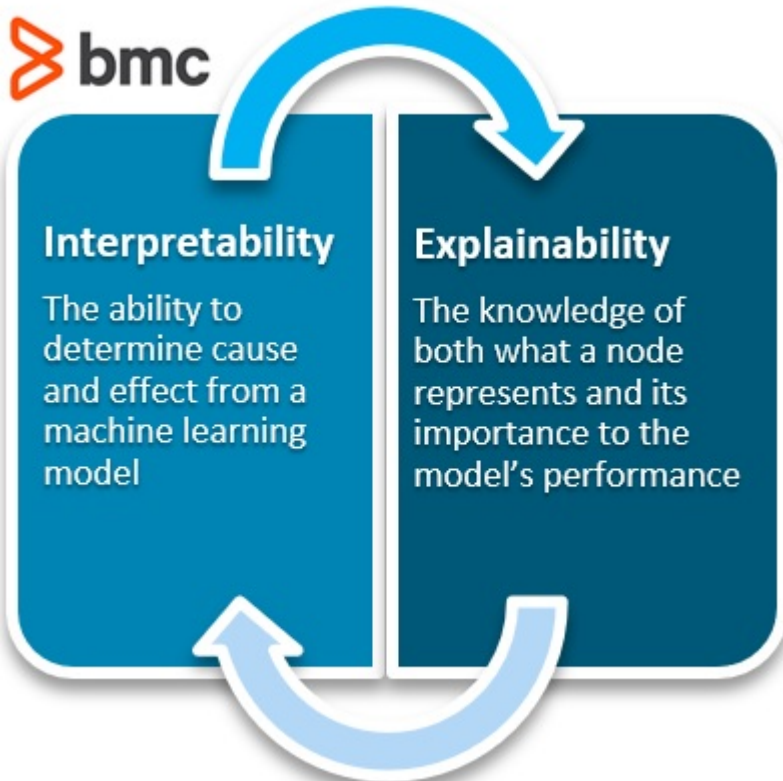 bmc
Interpretability
The ability to
determine cause
and effect from a
machine learning
model
Explainability
The knowledge of
both what a node
represents and its
importance to the
model’s performance